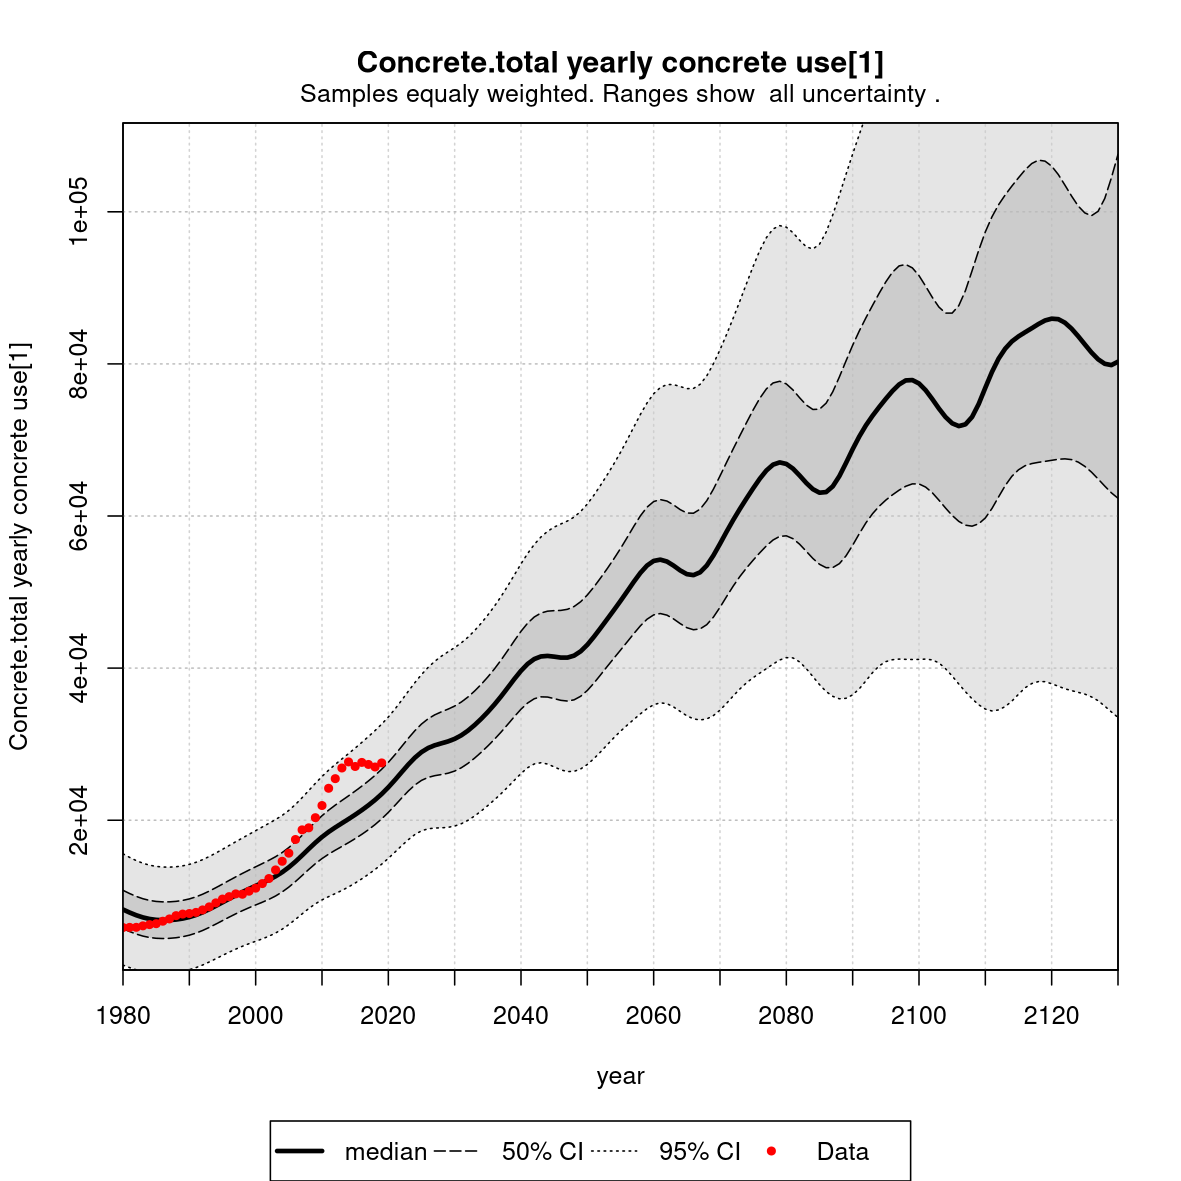 Concrete.total yearly concrete use[1]
Samples equaly weighted. Ranges show  all uncertainty .
Concrete.total yearly concrete use[1]
1e+05
8e+04
6e+04
4e+04
2e+04
1980 2000 2020 2040 2060 2080 2100 2120
year
median 50% CI 95% CI Data